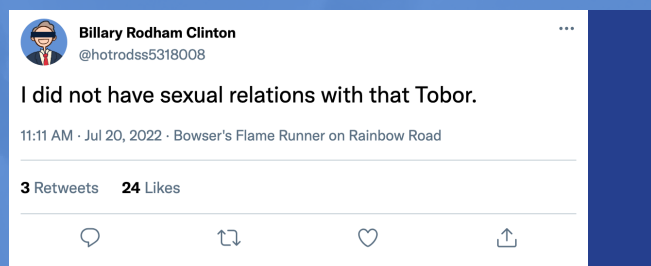 Billary Rodham Clinton
@hotrodss5318008
I did not have sexual relations with that Tobor.
11:11 AM · Jul 20, 2022 · Bowser's Flame Runner on Rainbow Road
3 Retweets 24 Likes